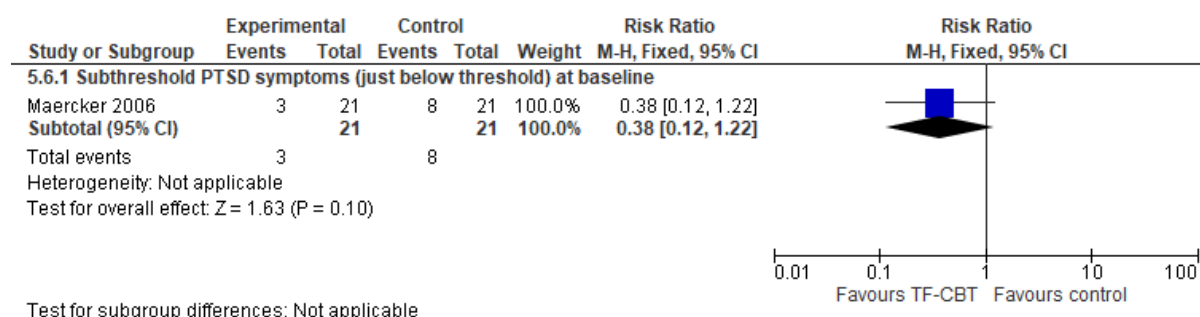 Experimental Control Risk Ratio Risk Ratio
Study or Subgroup Events Total Events Total Weight M-H, Fixed, 95% CI M-H, Fixed, 95% CI
5.6.1 Subthreshold PTSD symptoms (just below threshold) at baseline
Maercker 2006 3 21 8 21 100.0% 0.38 [0.12, 1.22]
Subtotal (95% CI) 21 21 100.0% 0.38 [0.12, 1.22]
Total events 3 8
Heterogeneity: Not applicable
Test for overall effect: Z = 1.63 (P = 0.10)
0.01 0.1 1 10 100
Favours TF-CBT Favours control
Test for subgroup differences: Not applicable